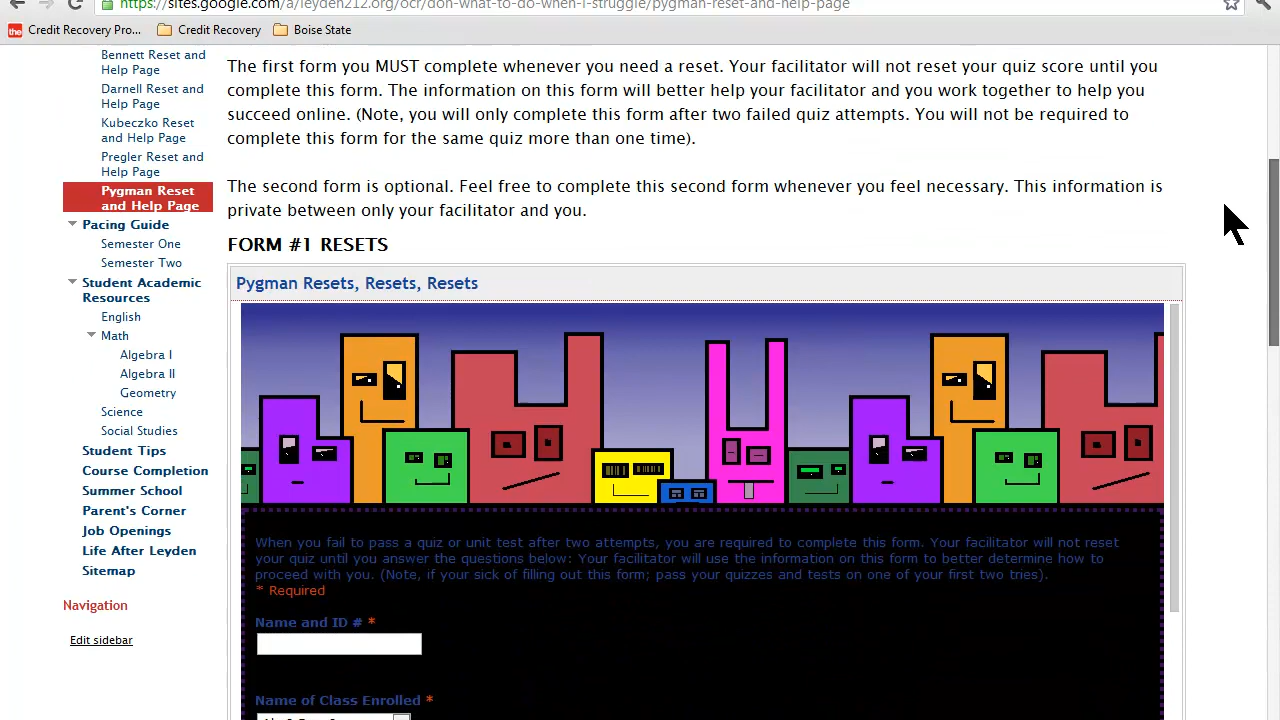 https://sites.google.com/a/leyden212.org/ocr/don-what-to-do-when-i-struggle/pygman-reset-and-help-page
Credit Recovery Pro...
Credit Recovery
Boise State
Bennett Reset and
Help Page
Darnell Reset and
Help Page
Kubeczko Reset
and Help Page
Pregler Reset and
Help Page
Pygman Reset
and Help Page
Pacing Guide
Semester One
Semester Two
Student Academic
Resources
English
Math
Algebra I
Algebra II
Geometry
Science
Social Studies
Student Tips
Course Completion
Summer School
Parent's Corner
Job Openings
Life After Leyden
Sitemap
Navigation
Edit sidebar
The first form you MUST complete whenever you need a reset. Your facilitator will not reset your quiz score until you
complete this form. The information on this form will better help your facilitator and you work together to help you
succeed online. (Note, you will only complete this form after two failed quiz attempts. You will not be required to
complete this form for the same quiz more than one time).
The second form is optional. Feel free to complete this second form whenever you feel necessary. This information is
private between only your facilitator and you.
FORM #1 RESETS
Pygman Resets, Resets, Resets
When you fail to pass a quiz or unit test after two attempts, you are required to complete this form. Your facilitator will not reset
your quiz until you answer the questions below: Your facilitator will use the information on this form to better determine how to
proceed with you. (Note, if your sick of filling out this form; pass your quizzes and tests on one of your first two tries).
* Required
Name and ID # *
Name of Class Enrolled *